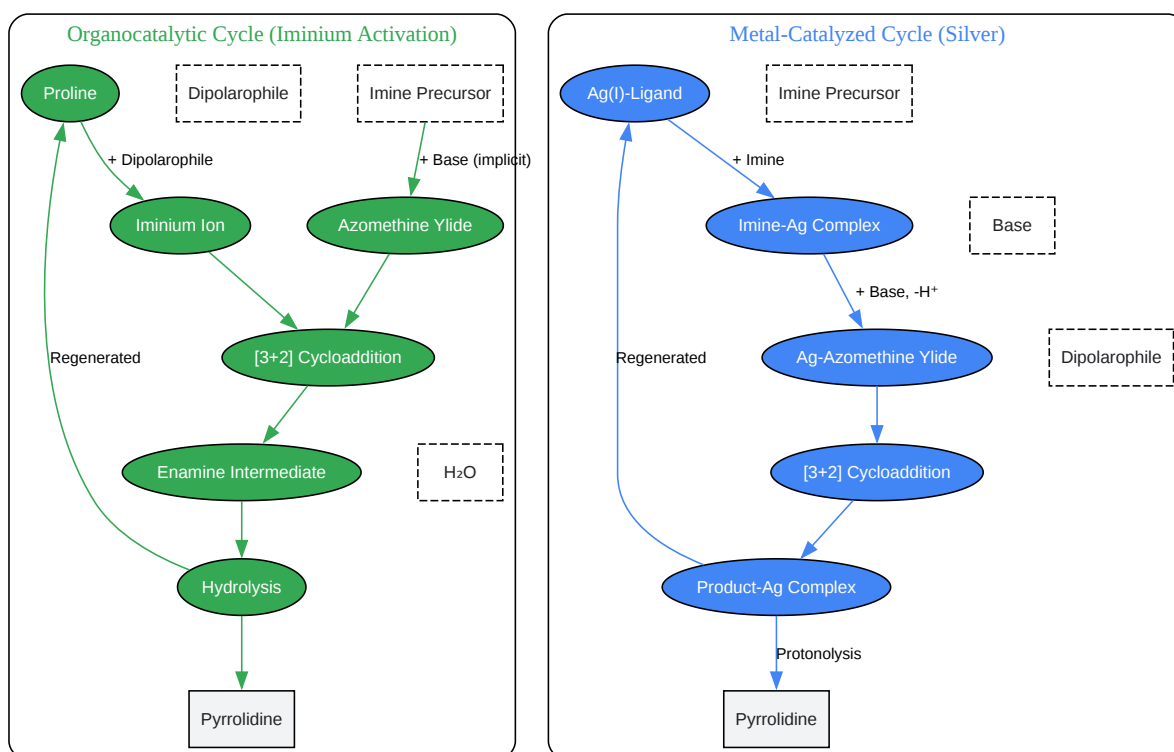 Organocatalytic Cycle (Iminium Activation)
Proline
Dipolarophile
Imine Precursor
+ Dipolarophile
+ Base (implicit)
Iminium Ion
Azomethine Ylide
[3+2] Cycloaddition
Regenerated
Enamine Intermediate
H₂O
Hydrolysis
Pyrrolidine
Metal-Catalyzed Cycle (Silver)
Ag(I)-Ligand
Imine Precursor
+ Imine
Imine-Ag Complex
Base
+ Base, -H⁺
Regenerated
Ag-Azomethine Ylide
Dipolarophile
[3+2] Cycloaddition
Product-Ag Complex
Protonolysis
Pyrrolidine